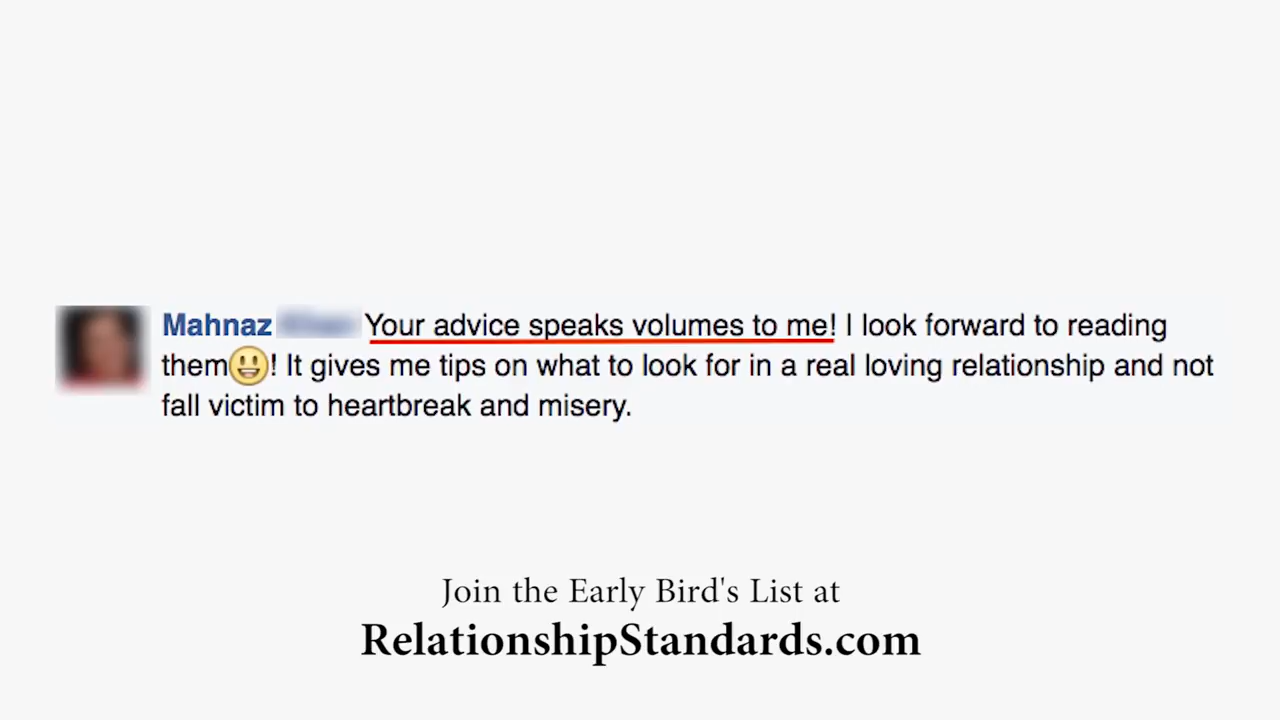 Mahnaz Your advice speaks volumes to me! I look forward to reading
them😃! It gives me tips on what to look for in a real loving relationship and not
fall victim to heartbreak and misery.
Join the Early Bird's List at
RelationshipStandards.com